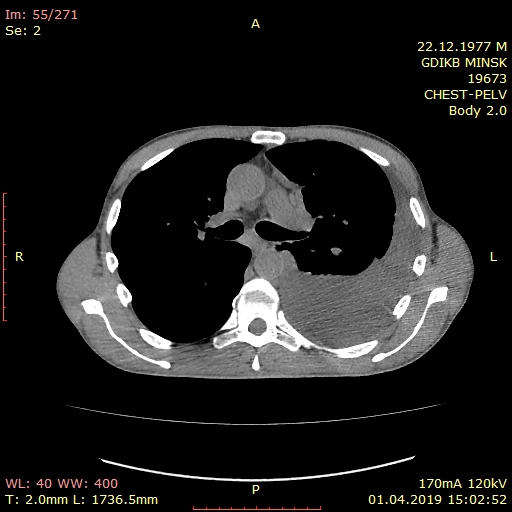 Im: 55/271
Se: 2
A
22.12.1977 M
GDIKB MINSK
19673
CHEST-PELV
Body 2.0
R
L
WL: 40 WW: 400
T: 2.0mm L: 1736.5mm
P
170mA 120kV
01.04.2019 15:02:52